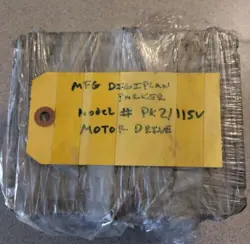 MFG DIGIPLAN
PARKER
Model # PK2/115V
MOTOR DRIVE